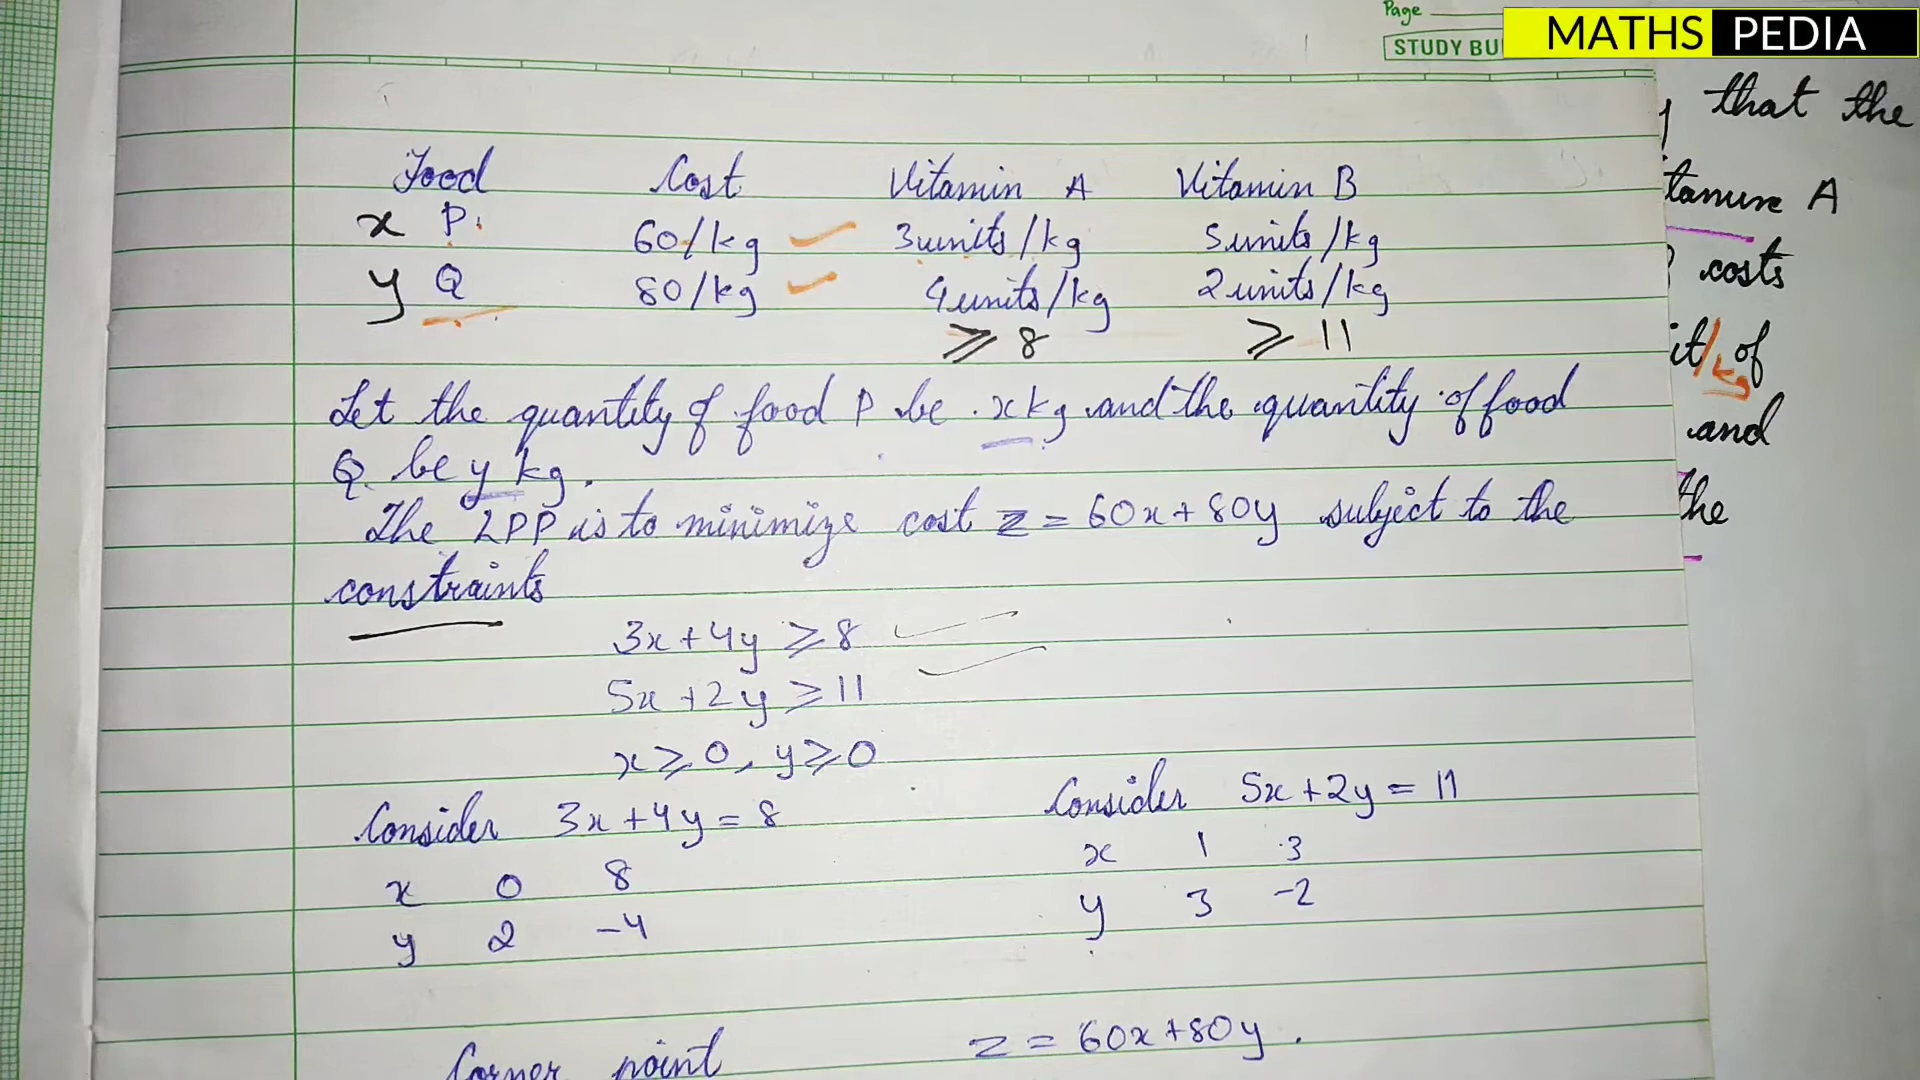 Page
STUDY BU
MATHS PEDIA
that the
Food Cost Vitamin A Vitamin B
x P. 60/kg 3units/kg 5units/kg
y Q 80/kg 4units/kg 2units/kg
≥ 8 ≥ 11
A
costs
it/kg of
and
the
Let the quantity of food P be x kg and the quantity of food
Q be y kg.
The LPP is to minimize cost z = 60x + 80y subject to the
constraints
3x + 4y ≥ 8
5x + 2y ≥ 11
x ≥ 0, y ≥ 0
Consider 3x + 4y = 8
x 0 8
y 2 -4
Consider 5x + 2y = 11
x 1 3
y 3 -2
Corner point z = 60x + 80y.